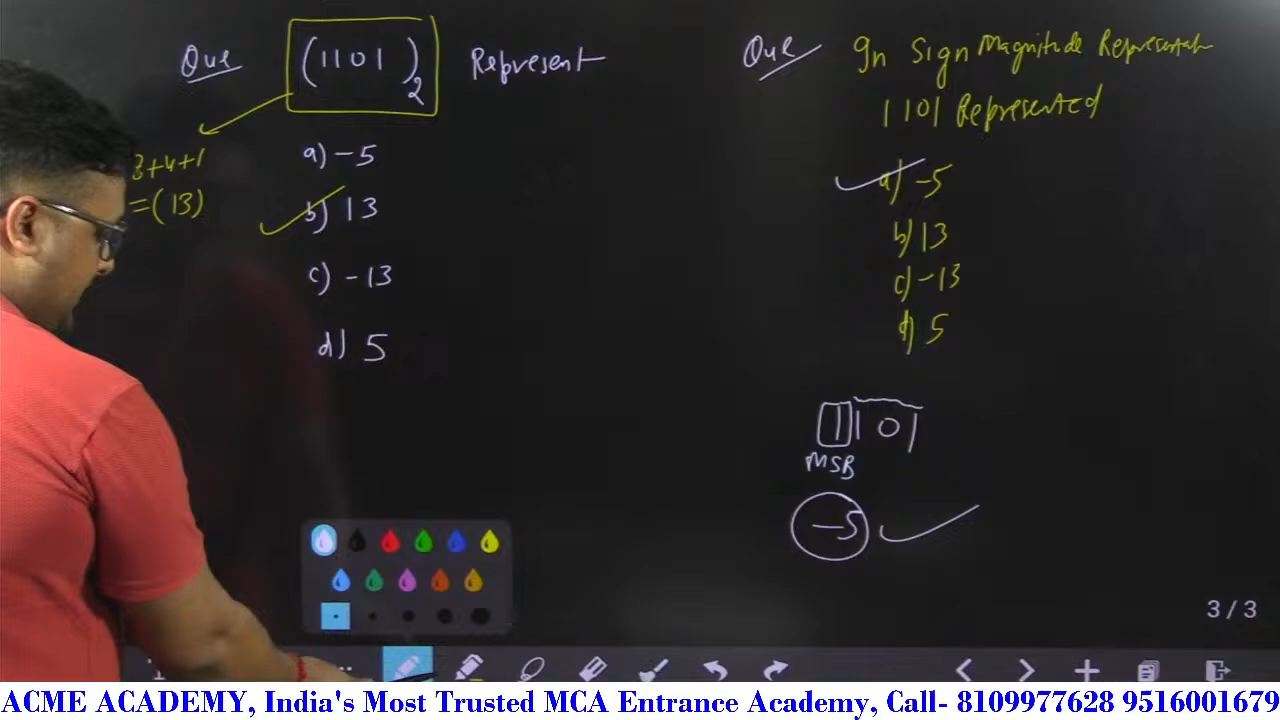 Que (1101)2 Represent
3+4+1
=(13)
a) -5
b) 13
c) -13
d) 5
Que In Sign Magnitude Representat
1101 Represented
a) -5
b) 13
c) -13
d) 5
1101
MSB
-5
3 / 3
ACME ACADEMY, India's Most Trusted MCA Entrance Academy, Call- 8109977628 9516001679